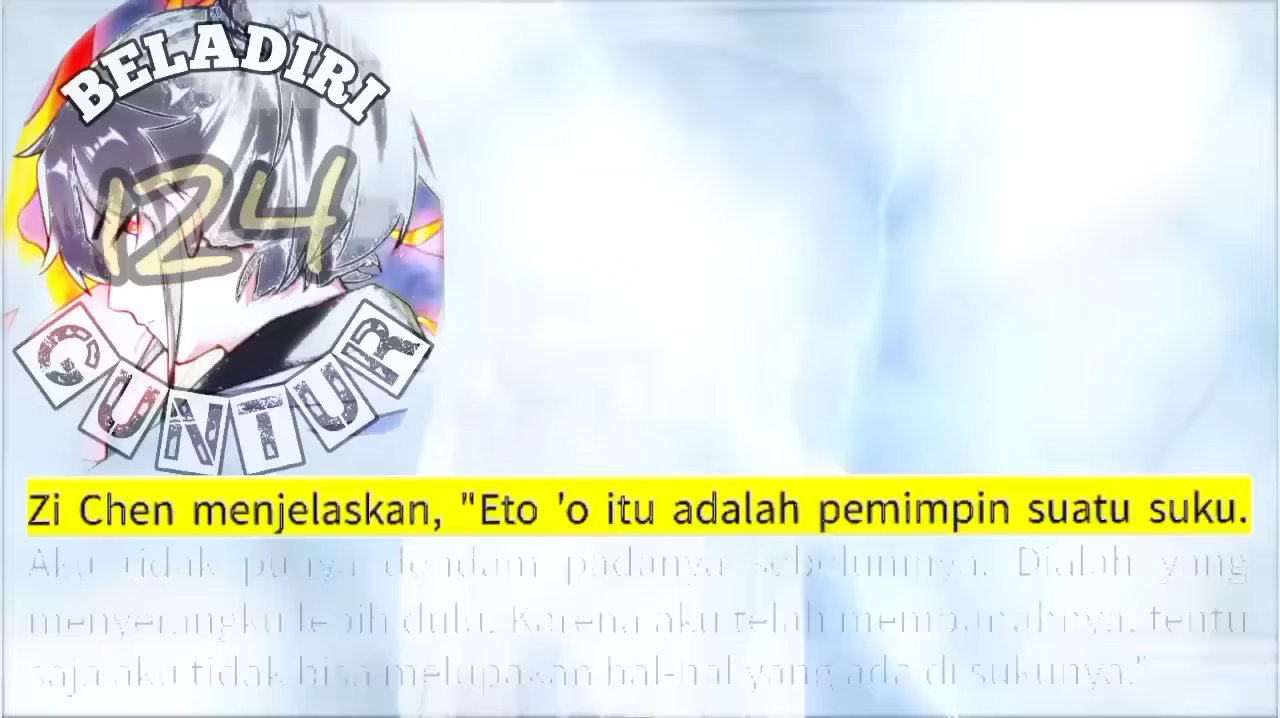 BELADIRI
124
GUNTUR
Zi Chen menjelaskan, "Eto 'o itu adalah pemimpin suatu suku.
Aku tidak punya dendam padanya sebelumnya. Dialah yang
menyerangku lebih dulu. Karena aku telah memanahnya, tentu
saja aku tidak bisa melupakan hal-hal yang ada di sukunya."